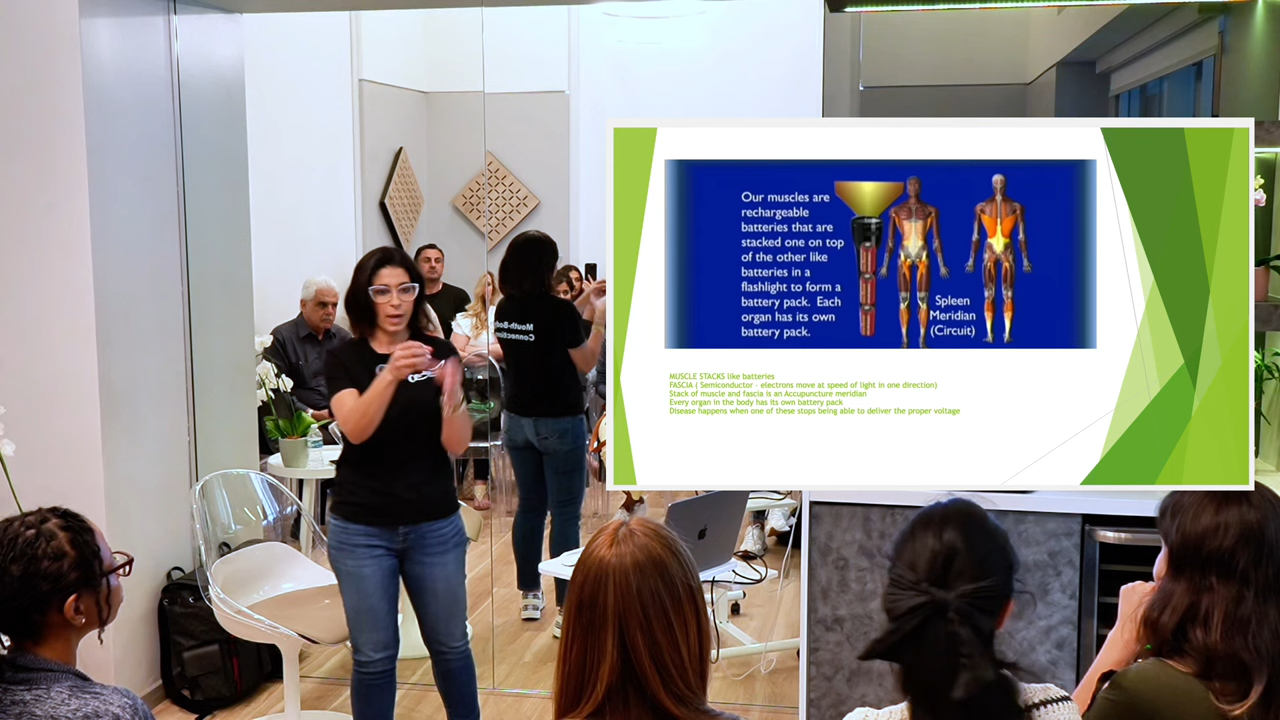 Our muscles are
rechargeable
batteries that are
stacked one on top
of the other like
batteries in a
flashlight to form a
battery pack. Each
organ has its own
battery pack.
Spleen
Meridian
(Circuit)
MUSCLE STACKS like batteries
FASCIA ( Semiconductor - electrons move at speed of light in one direction)
Stack of muscle and fascia is an Accupuncture meridian
Every organ in the body has its own battery pack
Disease happens when one of these stops being able to deliver the proper voltage
Mouth-Body
Connection